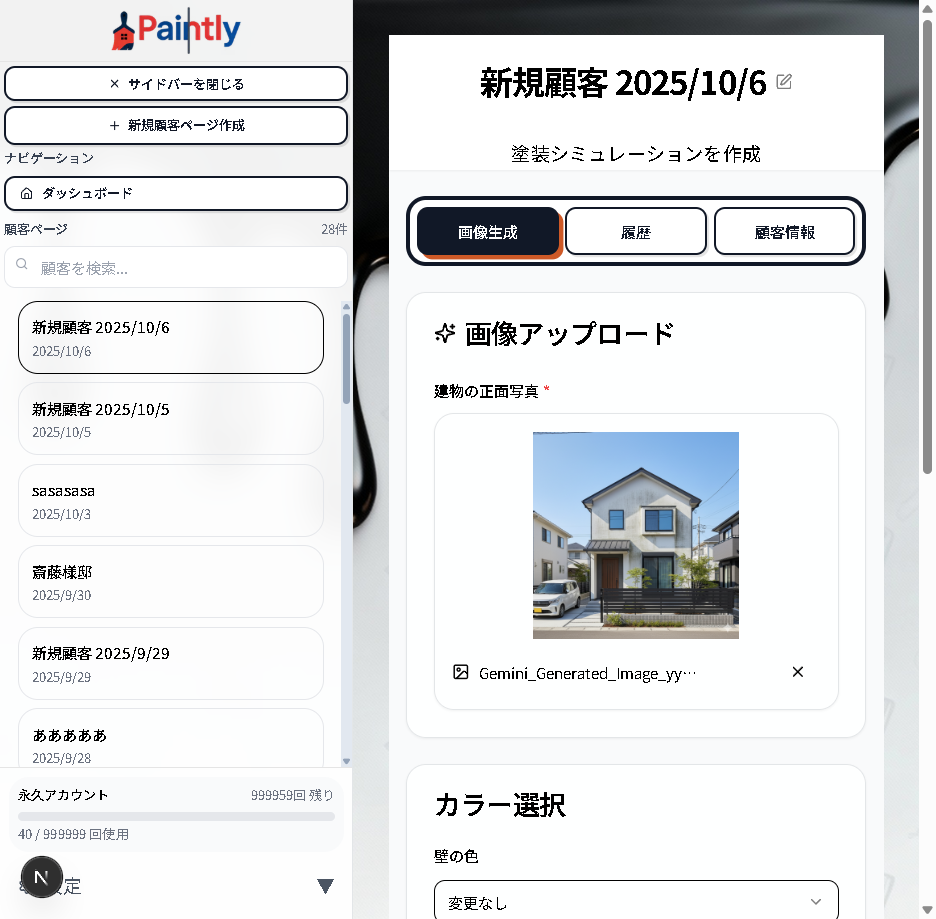 Paintly
× サイドバーを閉じる
+ 新規顧客ページ作成
ナビゲーション
ダッシュボード
顧客ページ 28件
顧客を検索...
新規顧客 2025/10/6
2025/10/6
新規顧客 2025/10/5
2025/10/5
sasasasa
2025/10/3
斎藤様邸
2025/9/30
新規顧客 2025/9/29
2025/9/29
あああああ
2025/9/28
永久アカウント 999959回 残り
40 / 999999 回使用
N
定 ▼
新規顧客 2025/10/6
塗装シミュレーションを作成
画像生成 履歴 顧客情報
画像アップロード
建物の正面写真 *
Gemini_Generated_Image_yy… ×
カラー選択
壁の色
変更なし